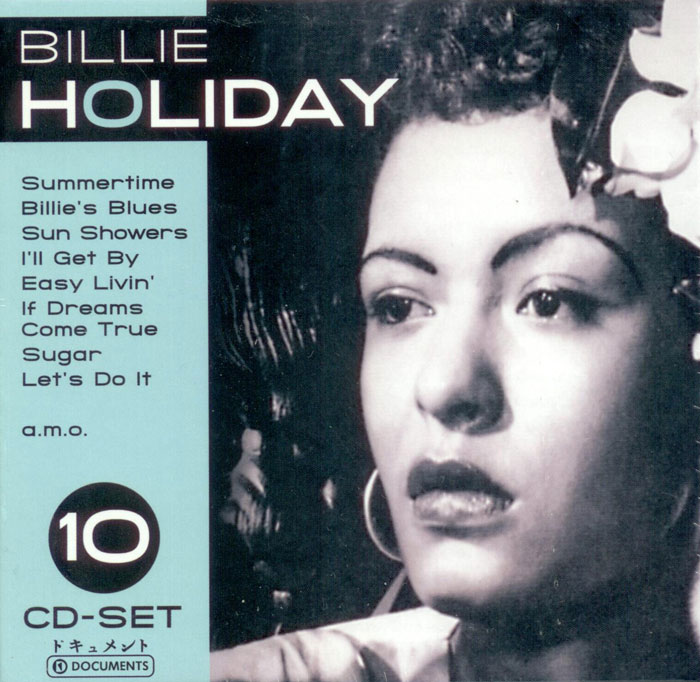 BILLIE
HOLIDAY
Summertime
Billie's Blues
Sun Showers
I'll Get By
Easy Livin'
If Dreams
Come True
Sugar
Let's Do It
a.m.o.
10
CD-SET
ドキュメント
DOCUMENTS